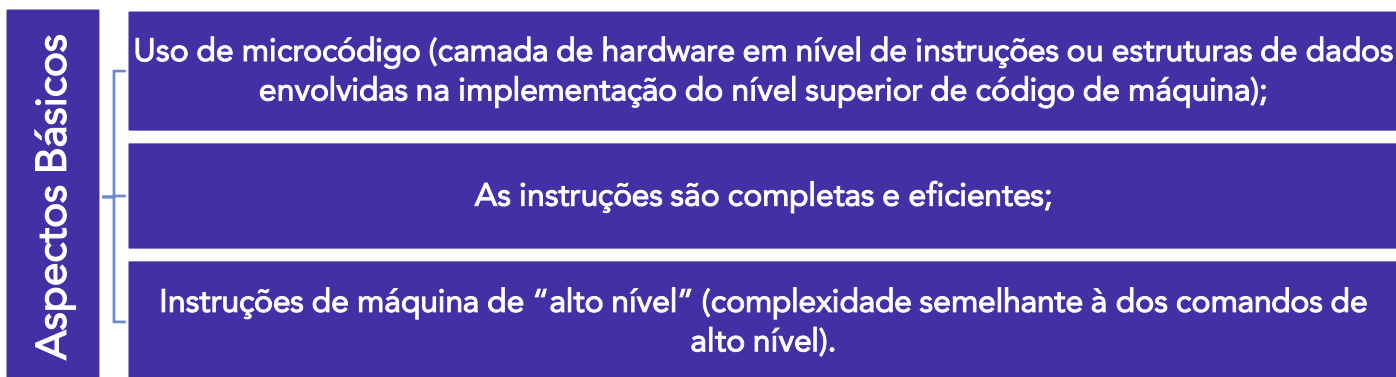 Aspectos Básicos
Uso de microcódigo (camada de hardware em nível de instruções ou estruturas de dados
envolvidas na implementação do nível superior de código de máquina);
As instruções são completas e eficientes;
Instruções de máquina de “alto nível” (complexidade semelhante à dos comandos de
alto nível).